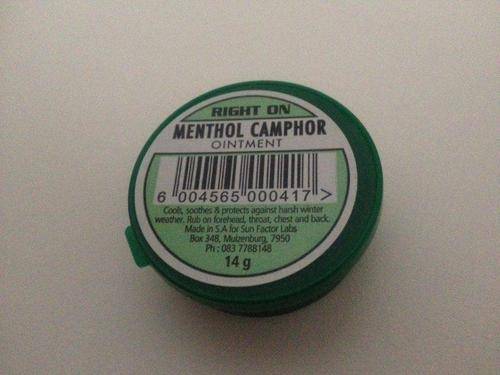 RIGHT ON
MENTHOL CAMPHOR
OINTMENT
6 004565 000417 >
Cools, soothes & protects against harsh winter
weather. Rub on forehead, throat, chest and back.
Made in S.A for Sun Factor Labs
Box 348, Muizenburg, 7950
Ph : 083 7788148
14 g